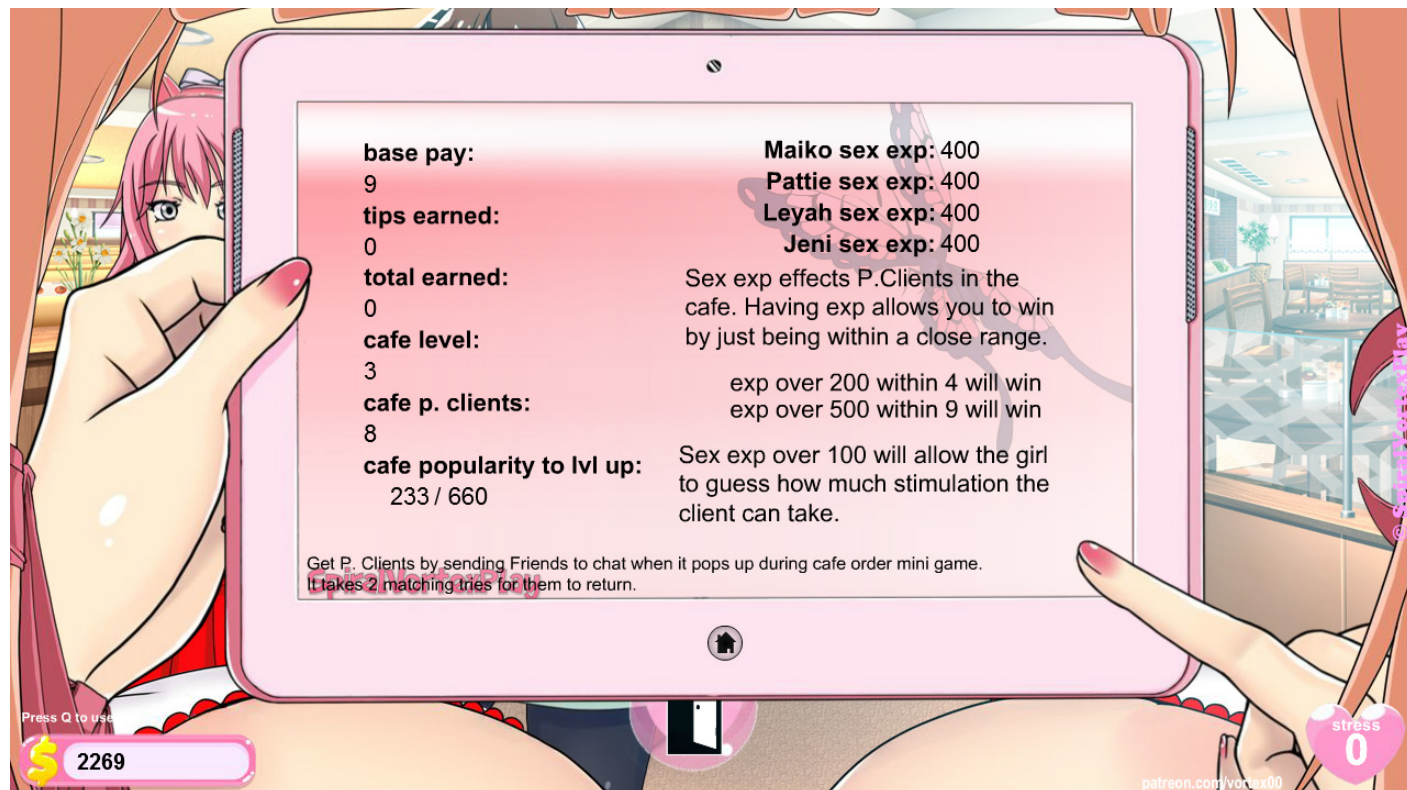 base pay:
9
tips earned:
0
total earned:
0
cafe level:
3
cafe p. clients:
8
cafe popularity to lvl up:
233 / 660
Maiko sex exp: 400
Pattie sex exp: 400
Leyah sex exp: 400
Jeni sex exp: 400
Sex exp effects P.Clients in the
cafe. Having exp allows you to win
by just being within a close range.
exp over 200 within 4 will win
exp over 500 within 9 will win
Sex exp over 100 will allow the girl
to guess how much stimulation the
client can take.
Get P. Clients by sending Friends to chat when it pops up during cafe order mini game.
It takes 2 matching tries for them to return.
SpiralVortexPlay
© SpiralVortexPlay
Press Q to use
$ 2269
stress
0
patreon.com/vortex00